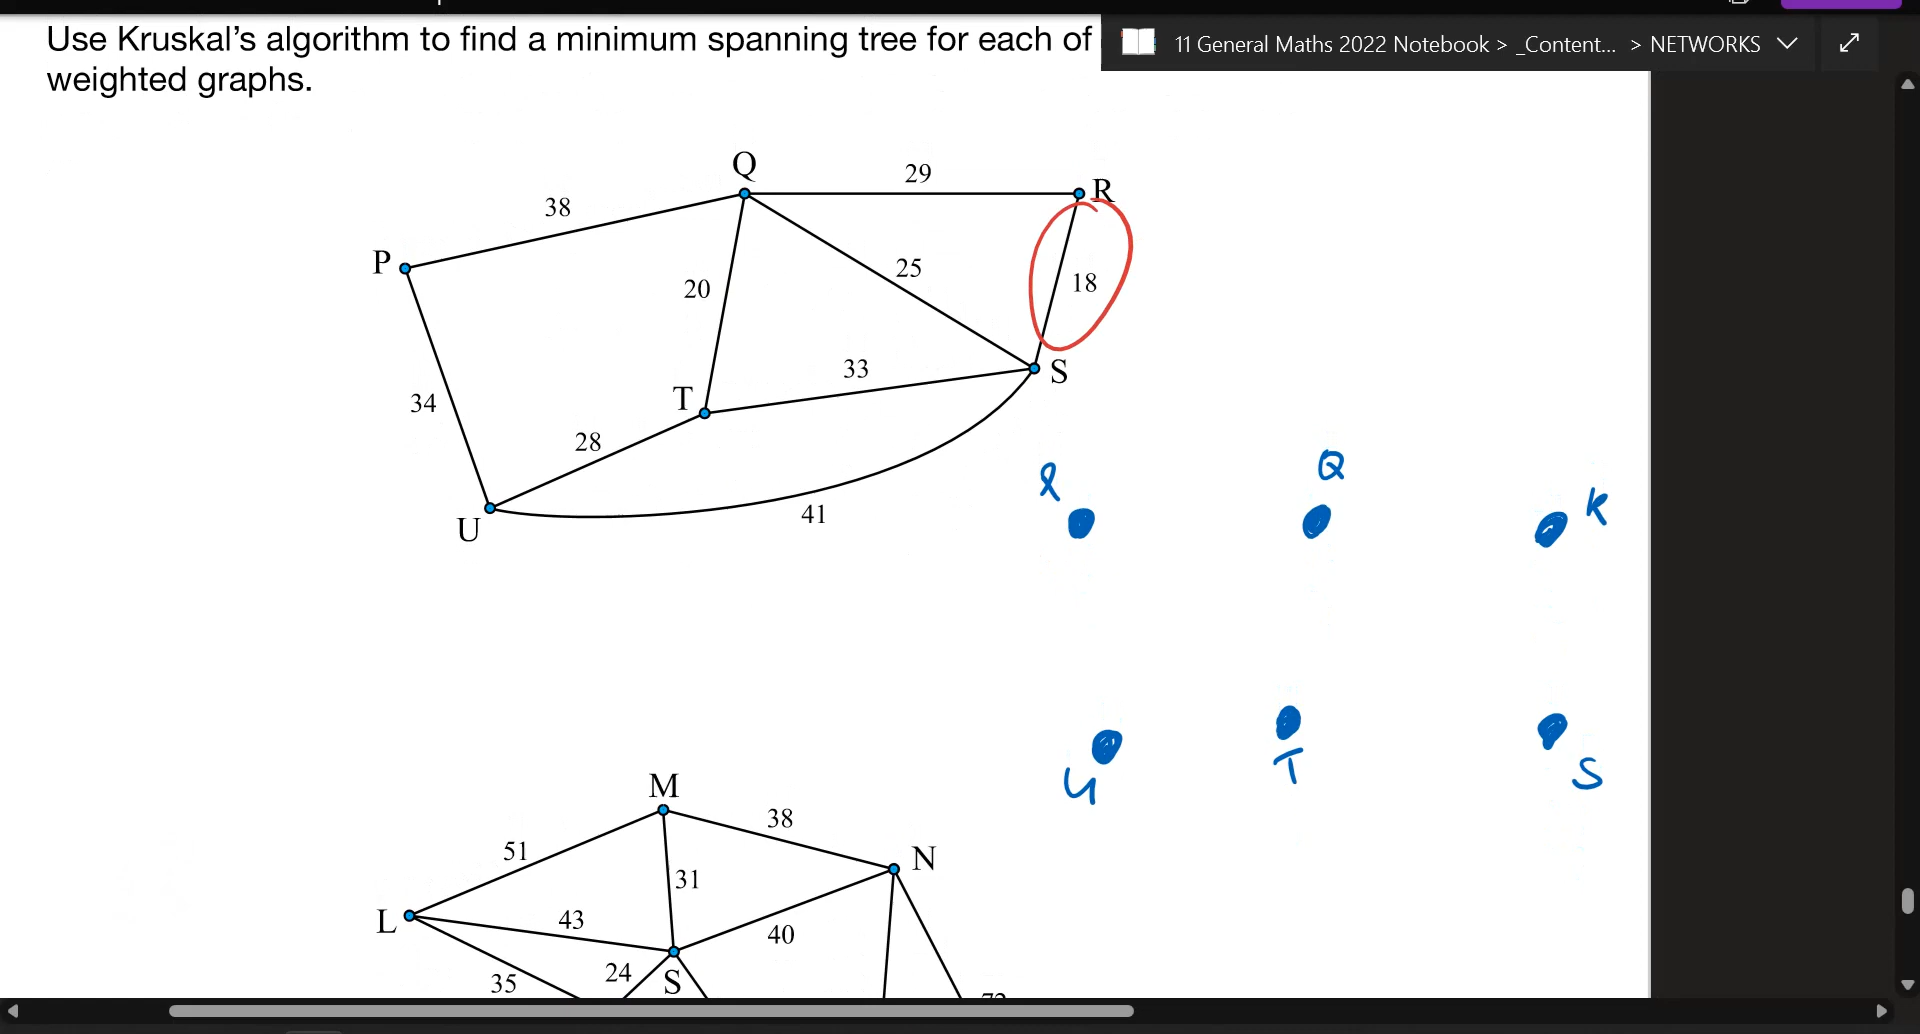 Use Kruskal’s algorithm to find a minimum spanning tree for each of
weighted graphs.
11 General Maths 2022 Notebook > _Content... > NETWORKS
Q
29
R
38
P
25
20
18
33
S
T
34
28
41
U
Q
R
U
T
S
M
38
51
N
31
L
43
40
24
S
35